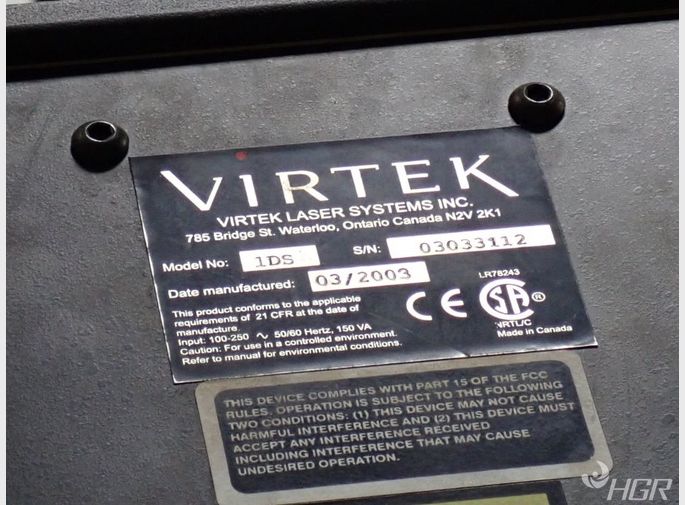 VIRTEK
VIRTEK LASER SYSTEMS INC.
785 Bridge St. Waterloo, Ontario Canada N2V 2K1
Model No: 1DS S/N: 03033112
Date manufactured: 03/2003
LR78243
This product conforms to the applicable
requirements of 21 CFR at the date of
manufacture.
Input: 100-250 ∿ 50/60 Hertz, 150 VA
Caution: For use in a controlled environment.
Refer to manual for environmental conditions.
CE SA ®
NRTL/C
Made in Canada
THIS DEVICE COMPLIES WITH PART 15 OF THE FCC
RULES. OPERATION IS SUBJECT TO THE FOLLOWING
TWO CONDITIONS: (1) THIS DEVICE MAY NOT CAUSE
HARMFUL INTERFERENCE AND (2) THIS DEVICE MUST
ACCEPT ANY INTERFERENCE RECEIVED
INCLUDING INTERFERENCE THAT MAY CAUSE
UNDESIRED OPERATION.
HGR